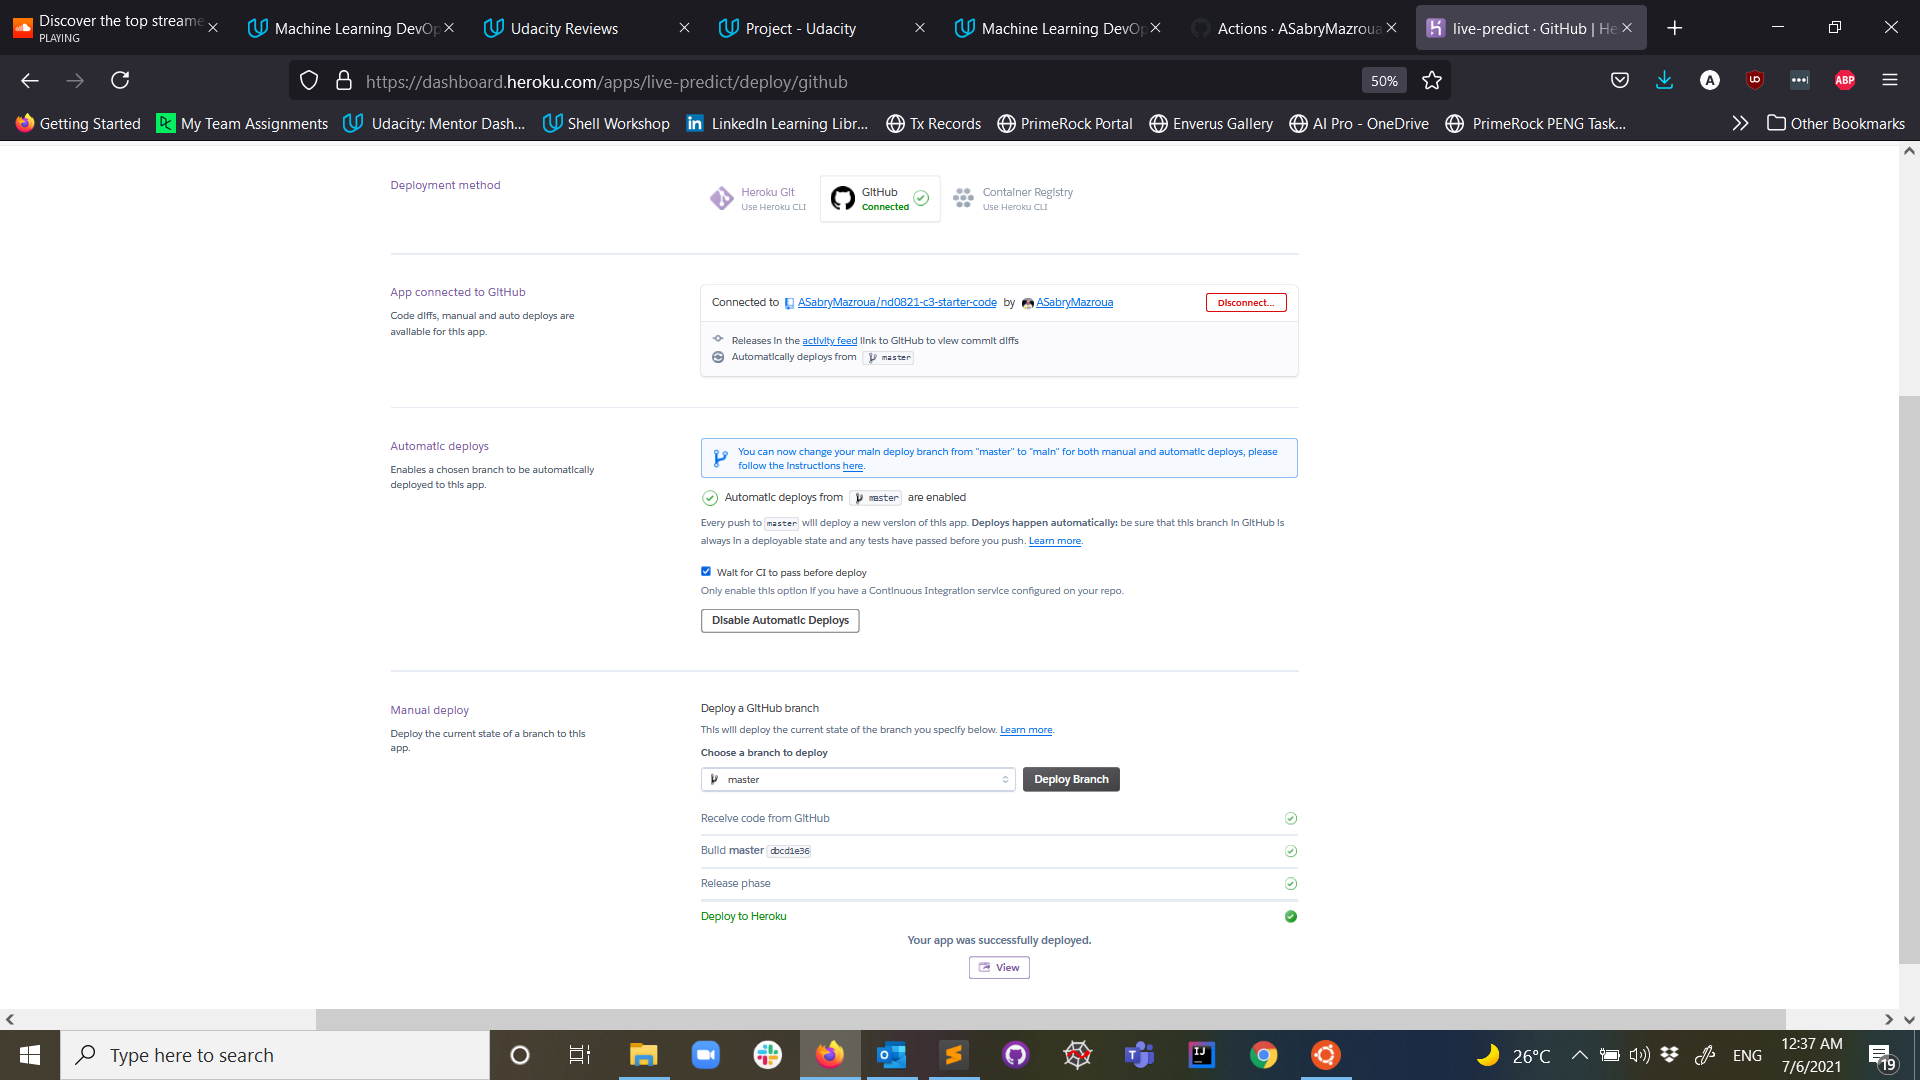 Discover the top streame
PLAYING
Machine Learning DevOp
Udacity Reviews
Project - Udacity
Machine Learning DevOp
Actions · ASabryMazroua
live-predict · GitHub | He
https://dashboard.heroku.com/apps/live-predict/deploy/github
50%
Getting Started
My Team Assignments
Udacity: Mentor Dash...
Shell Workshop
LinkedIn Learning Libr...
Tx Records
PrimeRock Portal
Enverus Gallery
AI Pro - OneDrive
PrimeRock PENG Task...
Other Bookmarks
Deployment method
Heroku Git
Use Heroku CLI
GitHub
Connected
Container Registry
Use Heroku CLI
App connected to GitHub
Code diffs, manual and auto deploys are
available for this app.
Connected to ASabryMazroua/nd0821-c3-starter-code by ASabryMazroua
Disconnect...
Releases in the activity feed link to GitHub to view commit diffs
Automatically deploys from master
Automatic deploys
Enables a chosen branch to be automatically
deployed to this app.
You can now change your main deploy branch from "master" to "main" for both manual and automatic deploys, please
follow the instructions here.
Automatic deploys from master are enabled
Every push to master will deploy a new version of this app. Deploys happen automatically: be sure that this branch in GitHub is
always in a deployable state and any tests have passed before you push. Learn more.
Wait for CI to pass before deploy
Only enable this option if you have a Continuous Integration service configured on your repo.
Disable Automatic Deploys
Manual deploy
Deploy the current state of a branch to this
app.
Deploy a GitHub branch
This will deploy the current state of the branch you specify below. Learn more.
Choose a branch to deploy
master
Deploy Branch
Receive code from GitHub
Build master dbcd1e36
Release phase
Deploy to Heroku
Your app was successfully deployed.
View
Type here to search
26°C
ENG
12:37 AM
7/6/2021
19